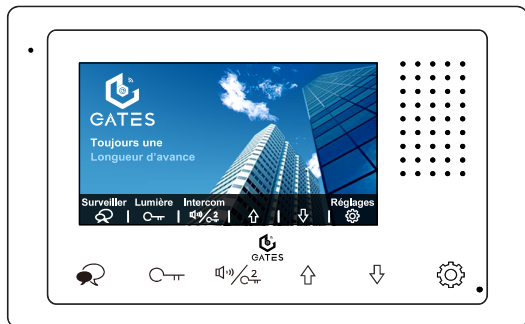 GATES
Toujours une
Longueur d'avance
Surveiller Lumière Intercom Réglages
2
GATES
2